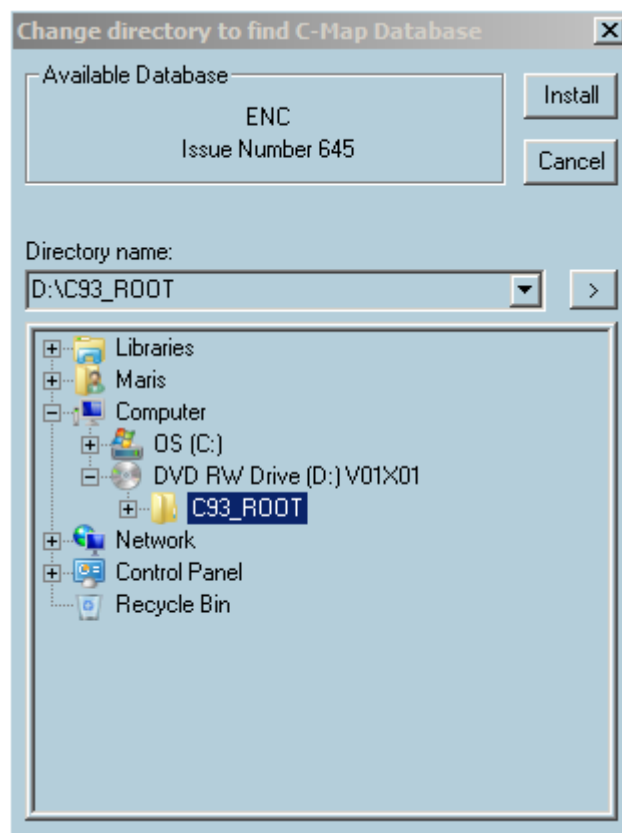 Change directory to find C-Map Database
Available Database
ENC
Issue Number 645
Install
Cancel
Directory name:
D:\C93_ROOT
>
Libraries
Maris
Computer
OS (C:)
DVD RW Drive (D:) V01X01
C93_ROOT
Network
Control Panel
Recycle Bin